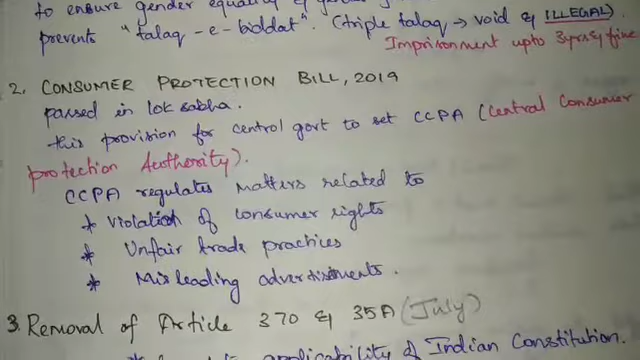 to ensure gender equality &
prevents "talaq-e-biddat". (triple talaq → void & ILLEGAL)
Imprisonment upto 3yrs & fine
2. CONSUMER PROTECTION BILL, 2019
passed in lok sabha.
this provision for central govt to set CCPA (Central Consumer
protection Authority).
CCPA regulates matters related to
* Violation of consumer rights
* Unfair trade practices
* Misleading advertisments.
3. Removal of Article 370 & 35A (July)
applicability of Indian Constitution.